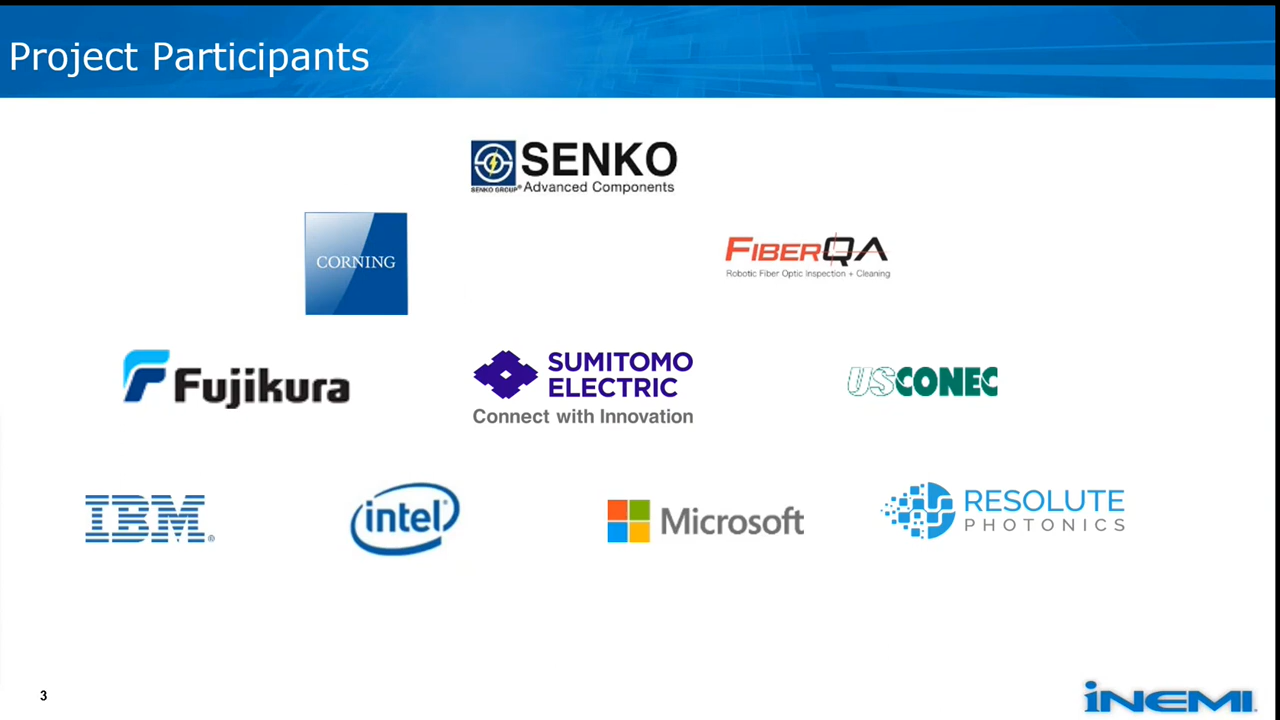 Project Participants
SENKO
SENKO GROUP® Advanced Components
CORNING
FIBERQA
Robotic Fiber Optic Inspection + Cleaning
Fujikura
SUMITOMO
ELECTRIC
Connect with Innovation
USCONEC
IBM®
intel
Microsoft
RESOLUTE
PHOTONICS
3
iNEMI